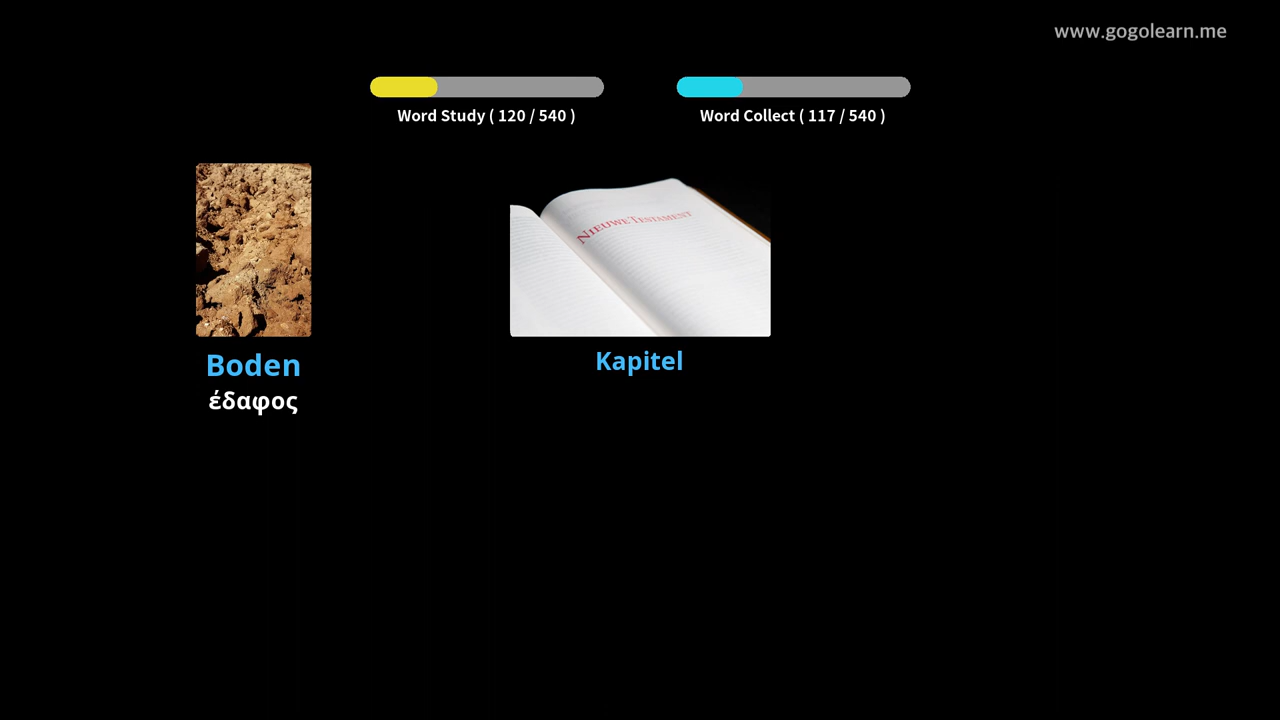 www.gogolearn.me
Word Study ( 120 / 540 )
Word Collect ( 117 / 540 )
NIEUWE TESTAMENT
Boden
έδαφος
Kapitel